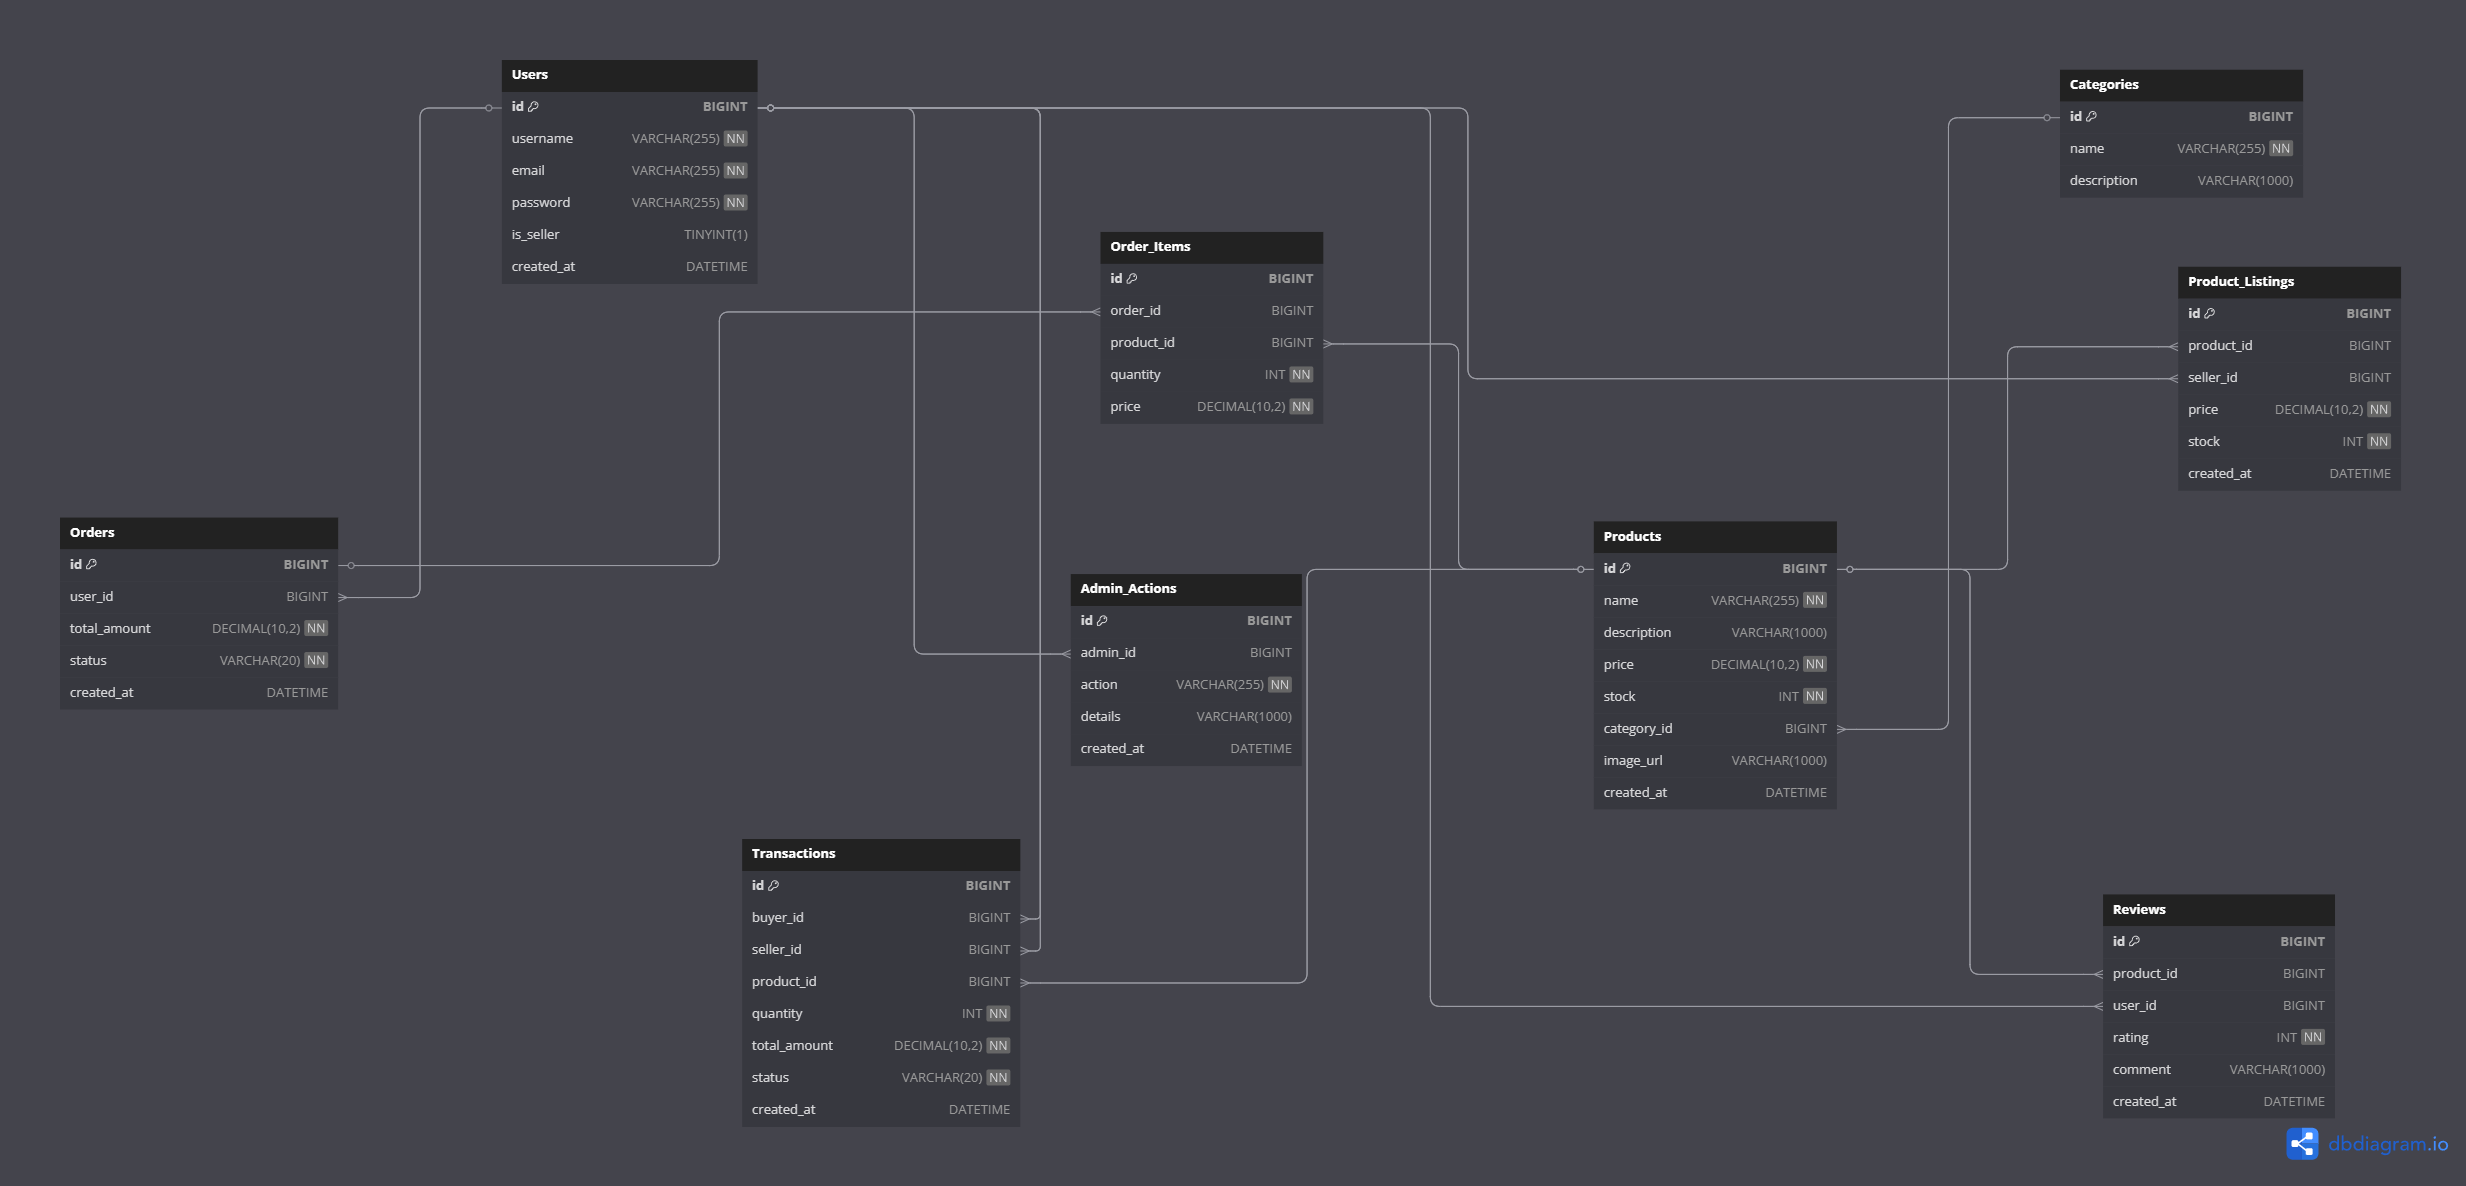 Users
id BIGINT
username VARCHAR(255) NN
email VARCHAR(255) NN
password VARCHAR(255) NN
is_seller TINYINT(1)
created_at DATETIME
Categories
id BIGINT
name VARCHAR(255) NN
description VARCHAR(1000)
Order_Items
id BIGINT
order_id BIGINT
product_id BIGINT
quantity INT NN
price DECIMAL(10,2) NN
Product_Listings
id BIGINT
product_id BIGINT
seller_id BIGINT
price DECIMAL(10,2) NN
stock INT NN
created_at DATETIME
Orders
id BIGINT
user_id BIGINT
total_amount DECIMAL(10,2) NN
status VARCHAR(20) NN
created_at DATETIME
Admin_Actions
id BIGINT
admin_id BIGINT
action VARCHAR(255) NN
details VARCHAR(1000)
created_at DATETIME
Products
id BIGINT
name VARCHAR(255) NN
description VARCHAR(1000)
price DECIMAL(10,2) NN
stock INT NN
category_id BIGINT
image_url VARCHAR(1000)
created_at DATETIME
Transactions
id BIGINT
buyer_id BIGINT
seller_id BIGINT
product_id BIGINT
quantity INT NN
total_amount DECIMAL(10,2) NN
status VARCHAR(20) NN
created_at DATETIME
Reviews
id BIGINT
product_id BIGINT
user_id BIGINT
rating INT NN
comment VARCHAR(1000)
created_at DATETIME
dbdiagram.io